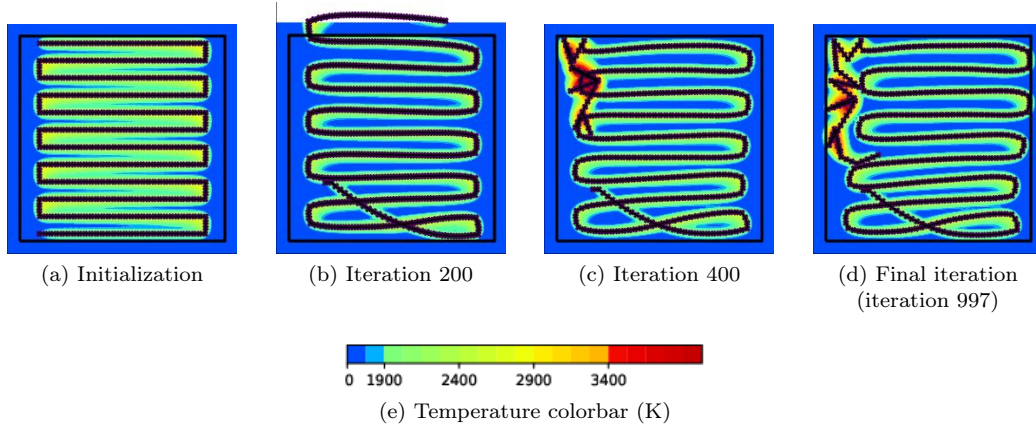 (a) Initialization
(b) Iteration 200
(c) Iteration 400
(d) Final iteration
(iteration 997)
0 1900 2400 2900 3400
(e) Temperature colorbar (K)